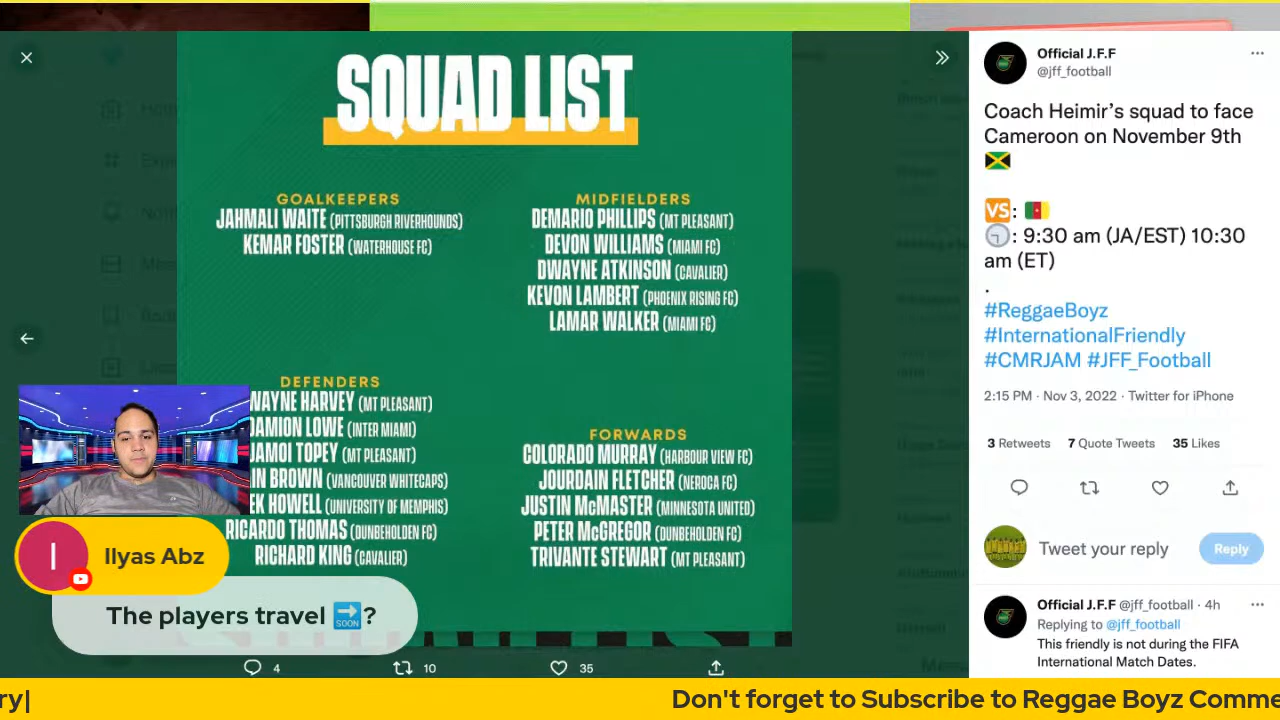 SQUAD LIST
GOALKEEPERS
JAHMALI WAITE (PITTSBURGH RIVERHOUNDS)
KEMAR FOSTER (WATERHOUSE FC)
MIDFIELDERS
DEMARIO PHILLIPS (MT PLEASANT)
DEVON WILLIAMS (MIAMI FC)
DWAYNE ATKINSON (CAVALIER)
KEVON LAMBERT (PHOENIX RISING FC)
LAMAR WALKER (MIAMI FC)
DEFENDERS
WAYNE HARVEY (MT PLEASANT)
DAMION LOWE (INTER MIAMI)
JAMOI TOPEY (MT PLEASANT)
IN BROWN (VANCOUVER WHITECAPS)
EK HOWELL (UNIVERSITY OF MEMPHIS)
RICARDO THOMAS (DUNBEHOLDEN FC)
RICHARD KING (CAVALIER)
FORWARDS
COLORADO MURRAY (HARBOUR VIEW FC)
JOURDAIN FLETCHER (NEROCA FC)
JUSTIN McMASTER (MINNESOTA UNITED)
PETER McGREGOR (DUNBEHOLDEN FC)
TRIVANTE STEWART (MT PLEASANT)
I Ilyas Abz
The players travel 🔜?
4 10 35
Official J.F.F
@jff_football
Coach Heimir's squad to face
Cameroon on November 9th
🇯🇲
🆚: 🇨🇲
🕤: 9:30 am (JA/EST) 10:30
am (ET)
.
#ReggaeBoyz
#InternationalFriendly
#CMRJAM #JFF_Football
2:15 PM · Nov 3, 2022 · Twitter for iPhone
3 Retweets 7 Quote Tweets 35 Likes
Tweet your reply Reply
Official J.F.F @jff_football · 4h
Replying to @jff_football
This friendly is not during the FIFA
International Match Dates.
ry| Don't forget to Subscribe to Reggae Boyz Comme